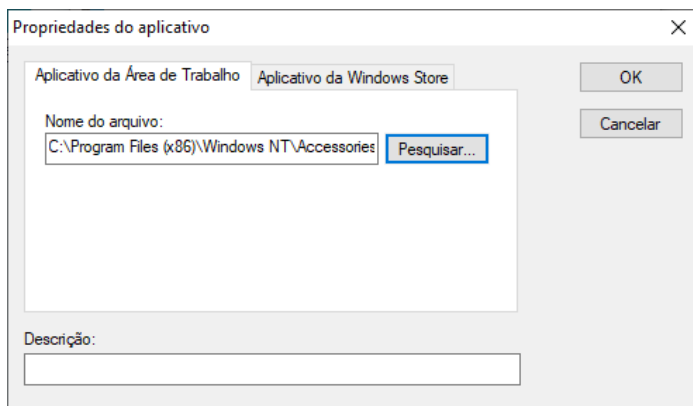 Propriedades do aplicativo
Aplicativo da Área de Trabalho
Aplicativo da Windows Store
OK
Nome do arquivo:
Cancelar
C:\Program Files (x86)\Windows NT\Accessories
Pesquisar...
Descrição: